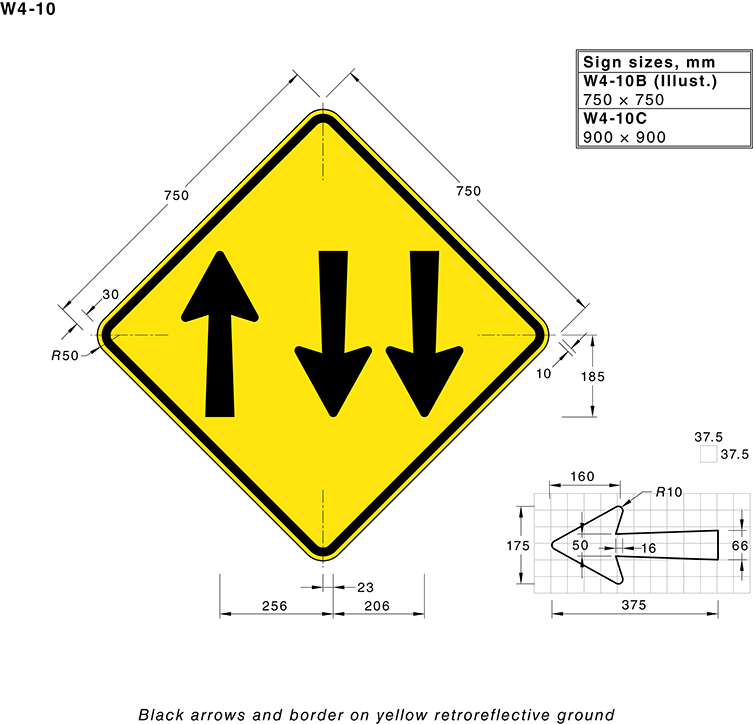 W4-10
Sign sizes, mm
W4-10B (Illust.)
750 × 750
W4-10C
900 × 900
750
750
30
R50
10
185
37.5
37.5
160
R10
175
50
16
66
375
23
256
206
Black arrows and border on yellow retroreflective ground